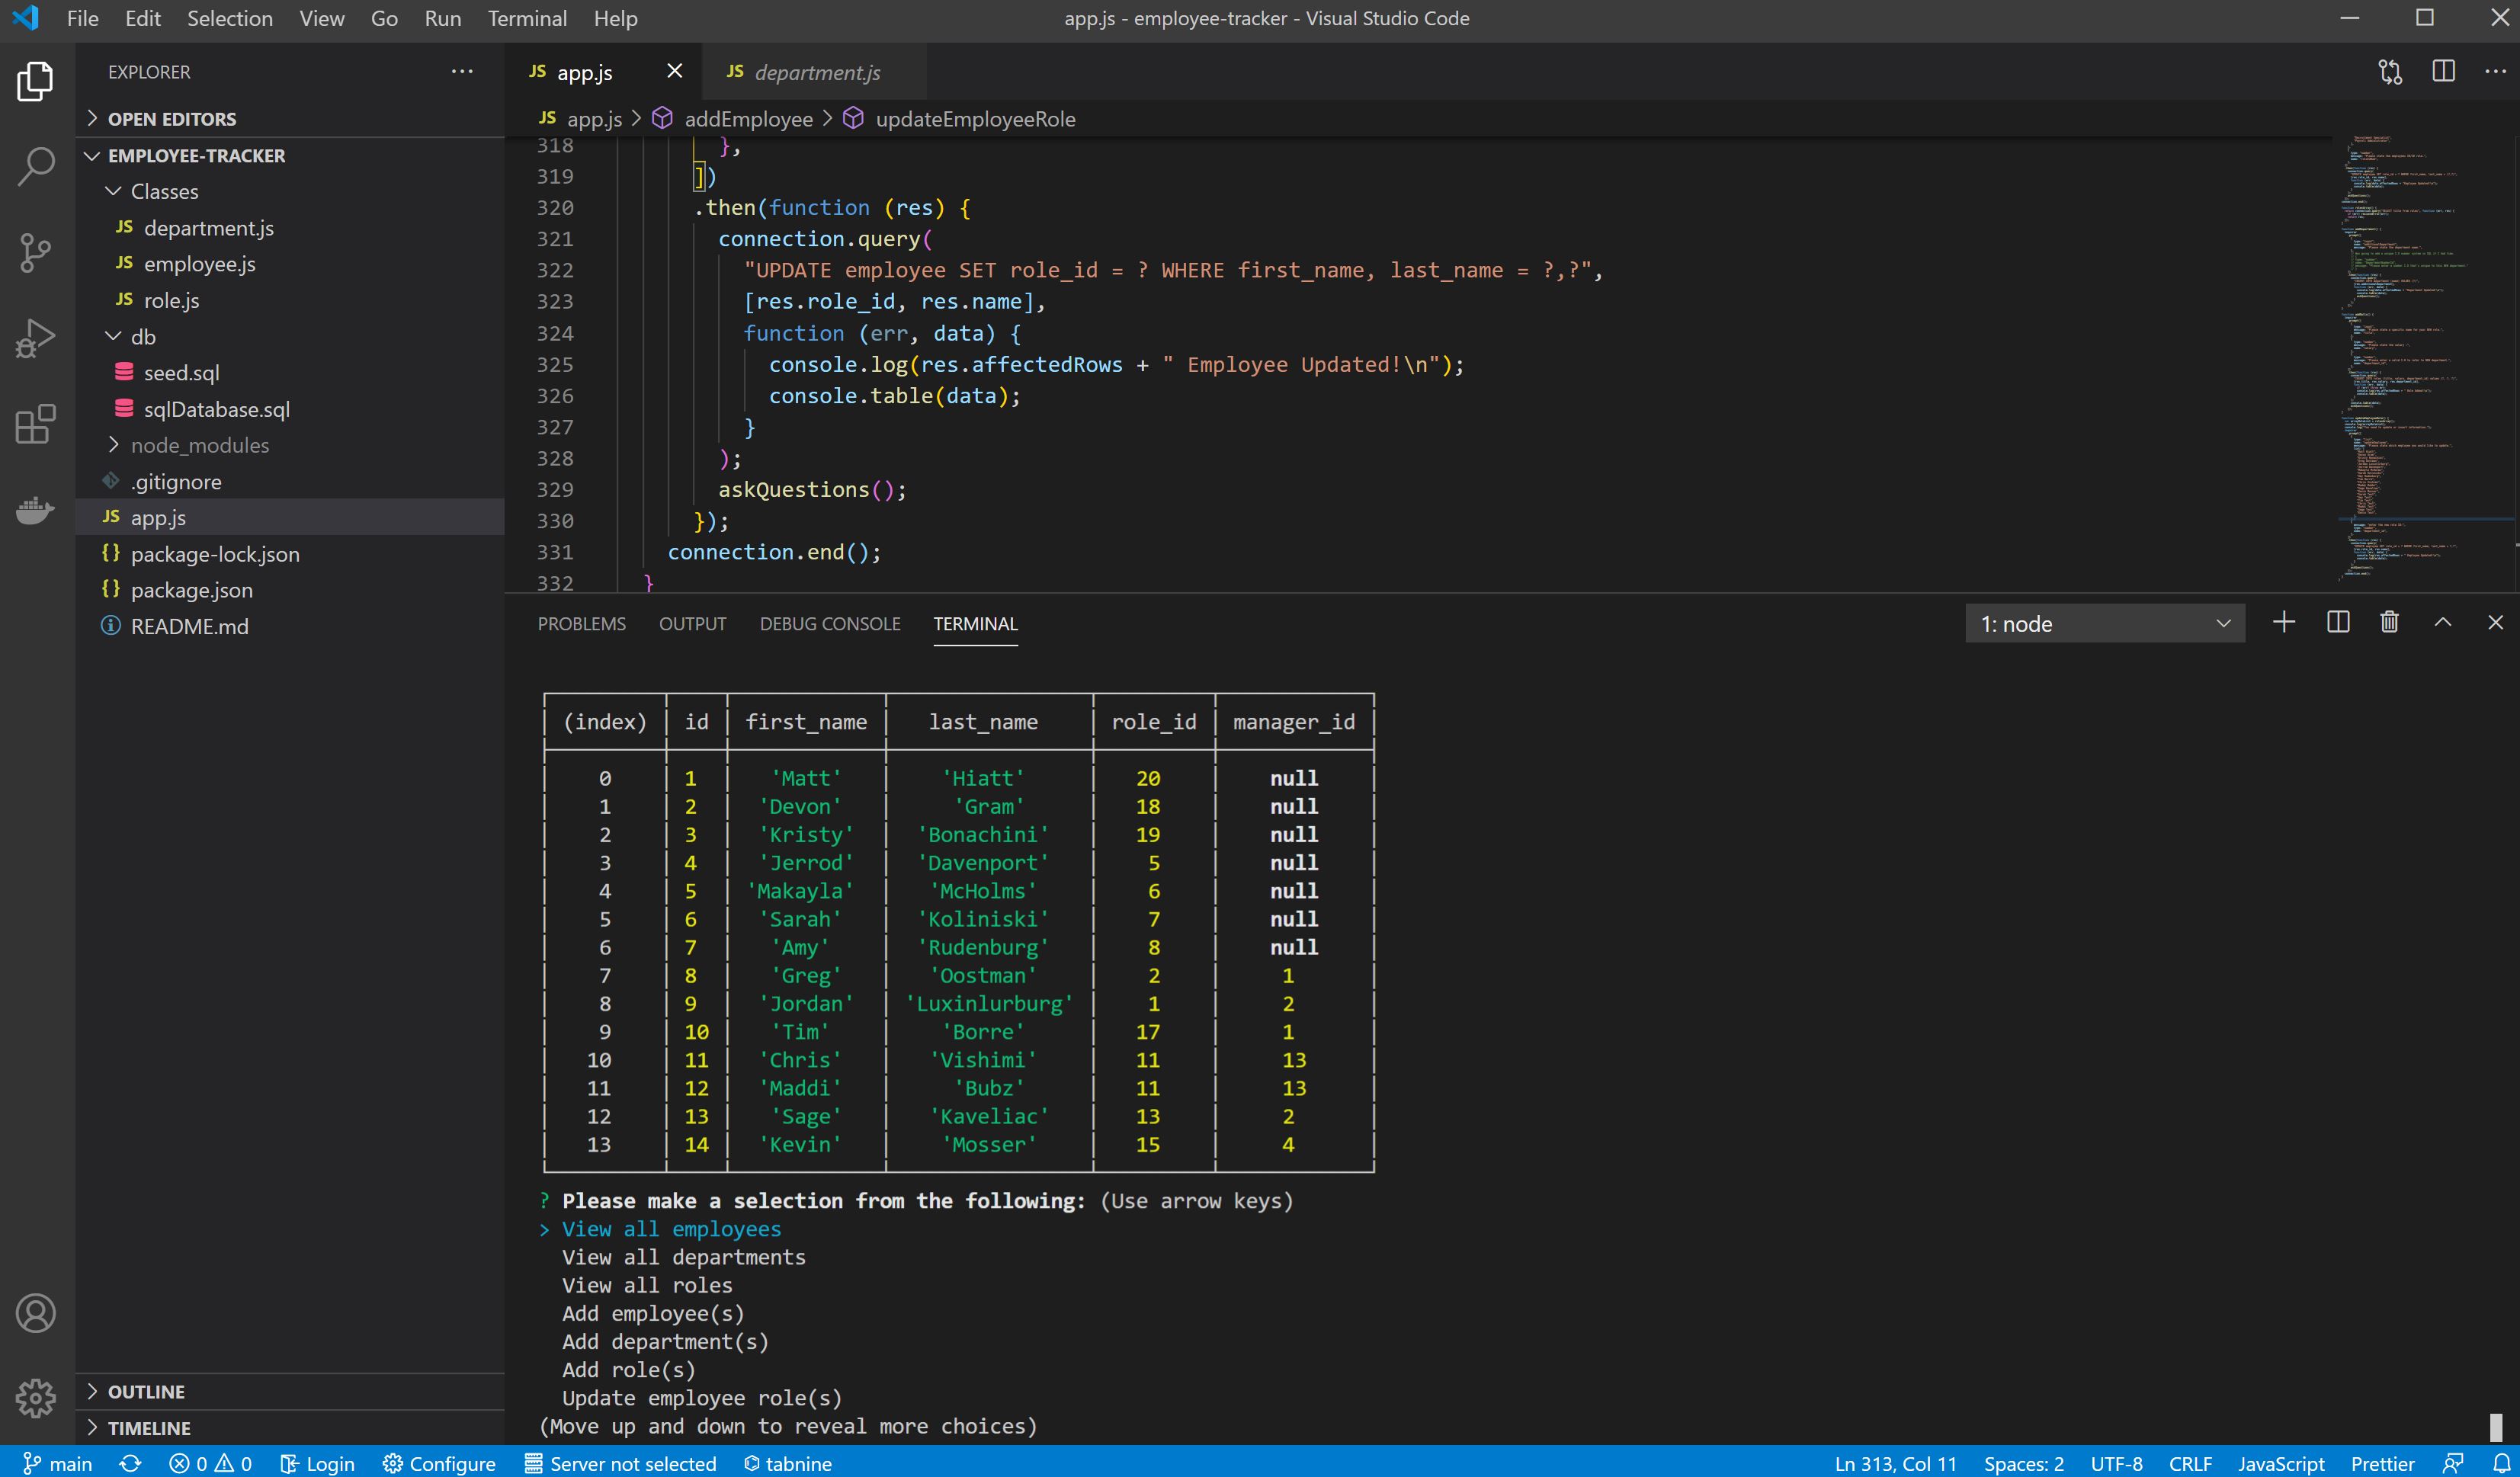 File Edit Selection View Go Run Terminal Help
app.js - employee-tracker - Visual Studio Code
EXPLORER
OPEN EDITORS
EMPLOYEE-TRACKER
Classes
JS department.js
JS employee.js
JS role.js
db
seed.sql
sqlDatabase.sql
node_modules
.gitignore
JS app.js
{} package-lock.json
{} package.json
README.md
OUTLINE
TIMELINE
JS app.js
JS department.js
JS app.js > addEmployee > updateEmployeeRole
318 },
319 ])
320 .then(function (res) {
321 connection.query(
322 "UPDATE employee SET role_id = ? WHERE first_name, last_name = ?,?",
323 [res.role_id, res.name],
324 function (err, data) {
325 console.log(res.affectedRows + " Employee Updated!\n");
326 console.table(data);
327 }
328 );
329 askQuestions();
330 });
331 connection.end();
332 }
PROBLEMS OUTPUT DEBUG CONSOLE TERMINAL
1: node
(index) id first_name last_name role_id manager_id
0 1 'Matt' 'Hiatt' 20 null
1 2 'Devon' 'Gram' 18 null
2 3 'Kristy' 'Bonachini' 19 null
3 4 'Jerrod' 'Davenport' 5 null
4 5 'Makayla' 'McHolms' 6 null
5 6 'Sarah' 'Koliniski' 7 null
6 7 'Amy' 'Rudenburg' 8 null
7 8 'Greg' 'Oostman' 2 1
8 9 'Jordan' 'Luxinlurburg' 1 2
9 10 'Tim' 'Borre' 17 1
10 11 'Chris' 'Vishimi' 11 13
11 12 'Maddi' 'Bubz' 11 13
12 13 'Sage' 'Kaveliac' 13 2
13 14 'Kevin' 'Mosser' 15 4
? Please make a selection from the following: (Use arrow keys)
> View all employees
View all departments
View all roles
Add employee(s)
Add department(s)
Add role(s)
Update employee role(s)
(Move up and down to reveal more choices)
main 0 0 Login Configure Server not selected tabnine
Ln 313, Col 11 Spaces: 2 UTF-8 CRLF JavaScript Prettier